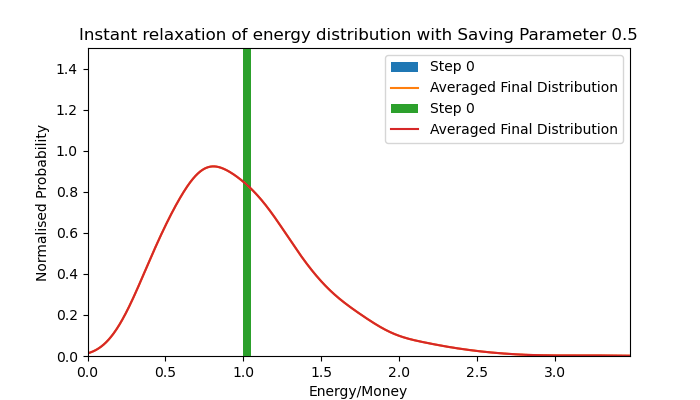 Instant relaxation of energy distribution with Saving Parameter 0.5
Normalised Probability
1.4
1.2
1.0
0.8
0.6
0.4
0.2
0.0
Step 0
Averaged Final Distribution
Step 0
Averaged Final Distribution
0.0 0.5 1.0 1.5 2.0 2.5 3.0
Energy/Money